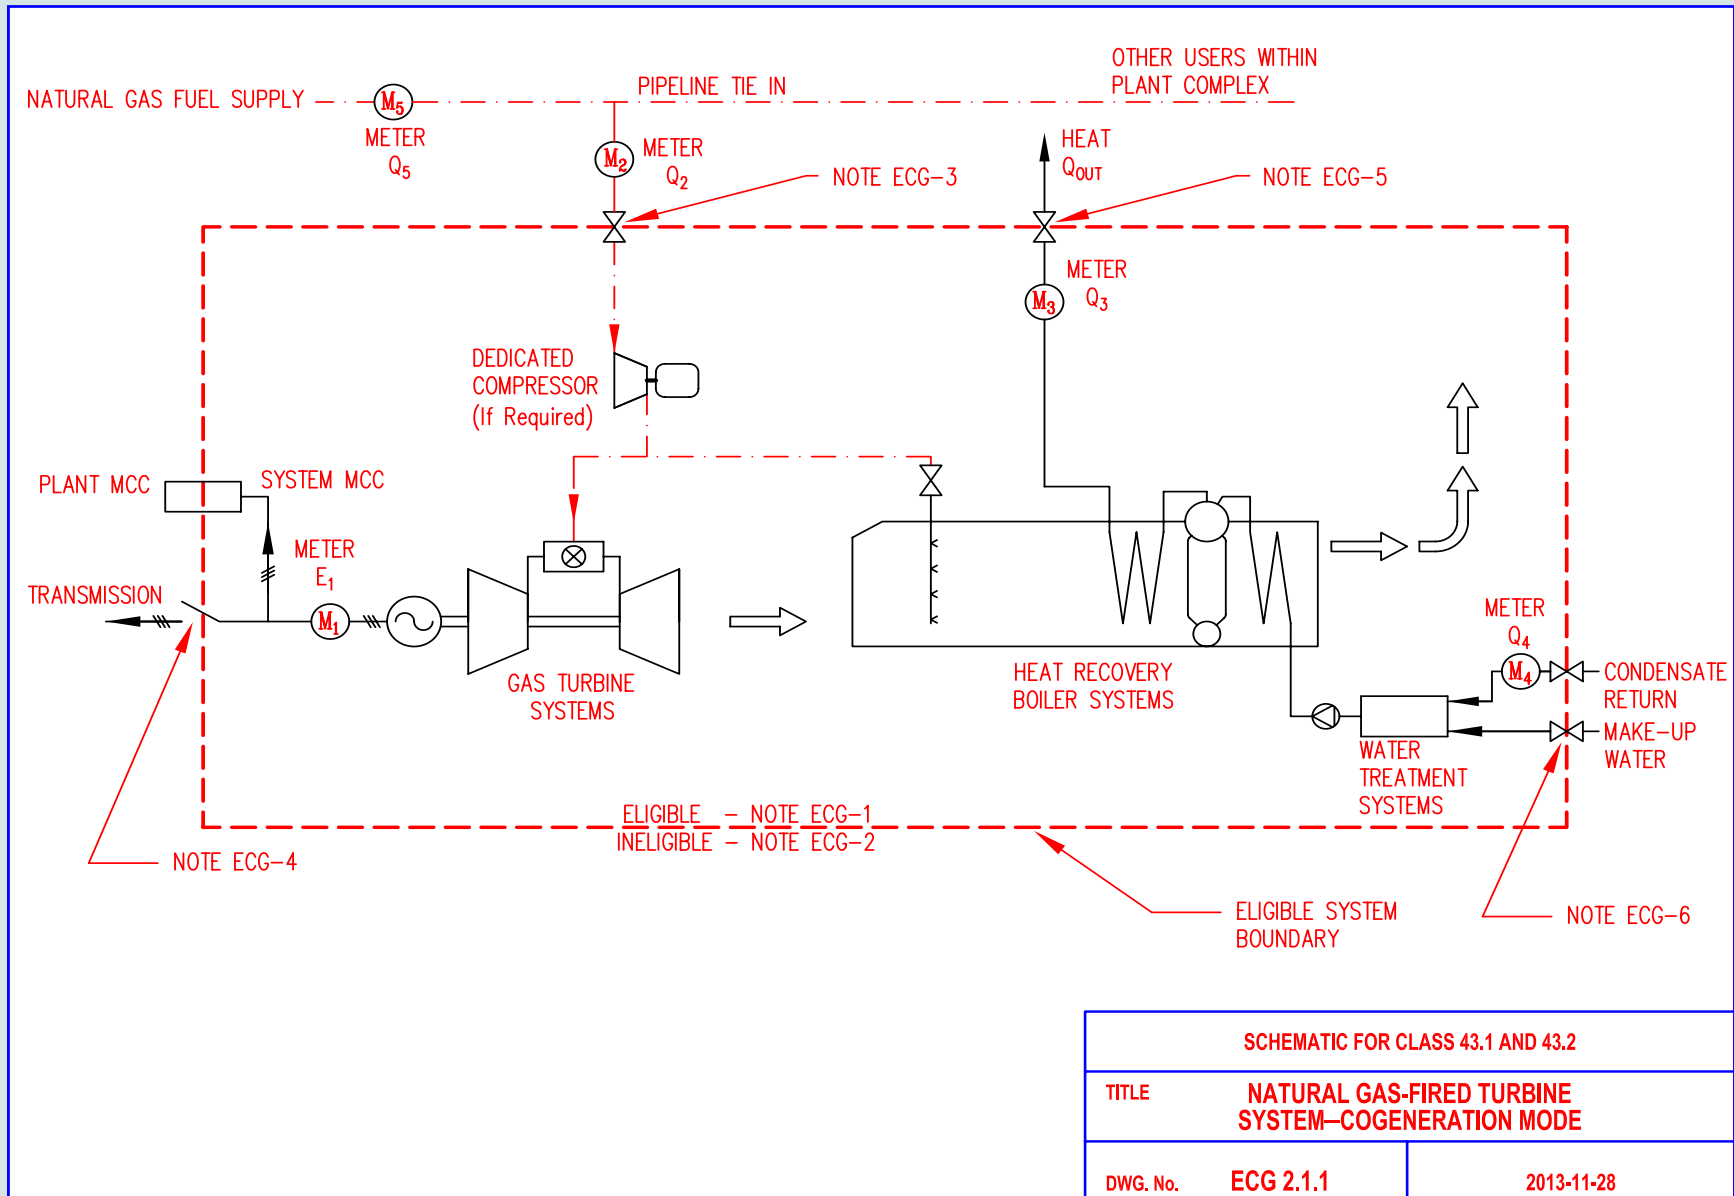 OTHER USERS WITHIN
PLANT COMPLEX
NATURAL GAS FUEL SUPPLY
M5
PIPELINE TIE IN
METER
Q5
M2
METER
Q2
HEAT
QOUT
NOTE ECG-3
NOTE ECG-5
METER
Q3
M3
DEDICATED
COMPRESSOR
(If Required)
PLANT MCC
SYSTEM MCC
METER
E1
TRANSMISSION
M1
GAS TURBINE
SYSTEMS
HEAT RECOVERY
BOILER SYSTEMS
METER
Q4
M4
CONDENSATE
RETURN
MAKE-UP
WATER
WATER
TREATMENT
SYSTEMS
ELIGIBLE - NOTE ECG-1
INELIGIBLE - NOTE ECG-2
NOTE ECG-4
ELIGIBLE SYSTEM
BOUNDARY
NOTE ECG-6
SCHEMATIC FOR CLASS 43.1 AND 43.2
TITLE NATURAL GAS-FIRED TURBINE
SYSTEM—COGENERATION MODE
DWG. No. ECG 2.1.1 2013-11-28